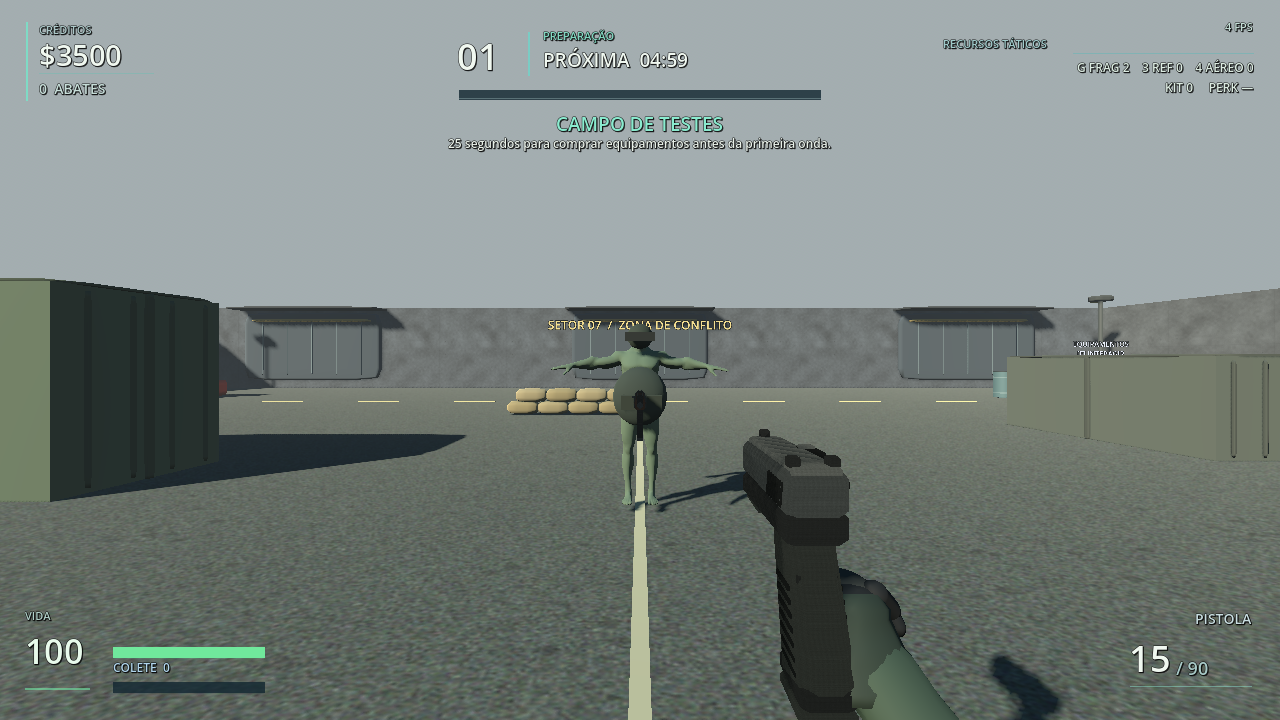 CRÉDITOS
$3500
0 ABATES
01
PREPARAÇÃO
PRÓXIMA 04:59
CAMPO DE TESTES
25 segundos para comprar equipamentos antes da primeira onda.
4 FPS
RECURSOS TÁTICOS
G FRAG 2 3 REF 0 4 AÉREO 0
KIT 0 PERK —
SETOR 07 / ZONA DE CONFLITO
EQUIPAMENTOS
VIDA
100
COLETE 0
PISTOLA
15 / 90